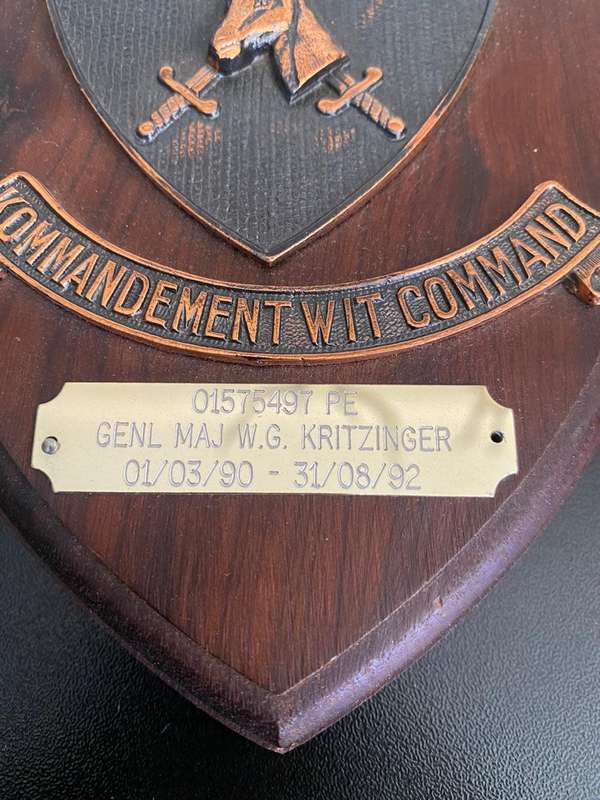 KOMMANDEMENT WIT COMMAND
01575497 PE
GENL MAJ W.G. KRITZINGER
01/03/90 - 31/08/92